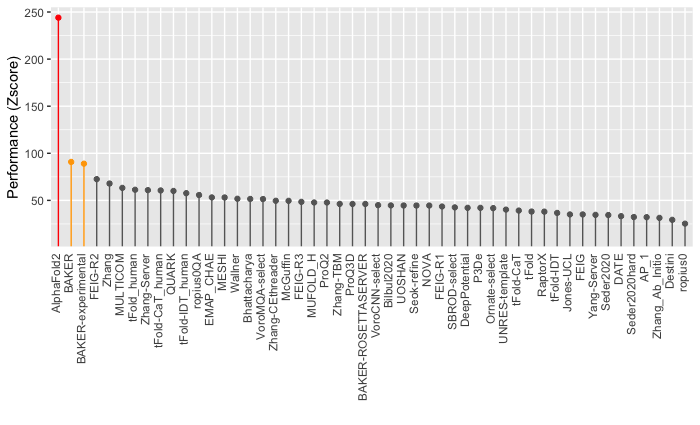 Performance (Zscore)
250
200
150
100
50
AlphaFold2
BAKER
BAKER-experimental
FEIG-R2
Zhang
MULTICOM
tFold_human
Zhang-Server
tFold-CaT_human
QUARK
tFold-IDT_human
ropius0QA
EMAP_CHAE
MESHI
Wallner
Bhattacharya
VoroMQA-select
Zhang-CEthreader
McGuffin
FEIG-R3
MUFOLD_H
ProQ2
Zhang-TBM
ProQ3D
BAKER-ROSETTASERVER
VoroCNN-select
Bilbul2020
UOSHAN
Seok-refine
NOVA
FEIG-R1
SBROD-select
DeepPotential
P3De
Ornate-select
UNRES-template
tFold-CaT
tFold
RaptorX
tFold-IDT
Jones-UCL
FEIG
Yang-Server
Seder2020
DATE
Seder2020hard
AP_1
Zhang_Ab_Initio
Destini
ropius0